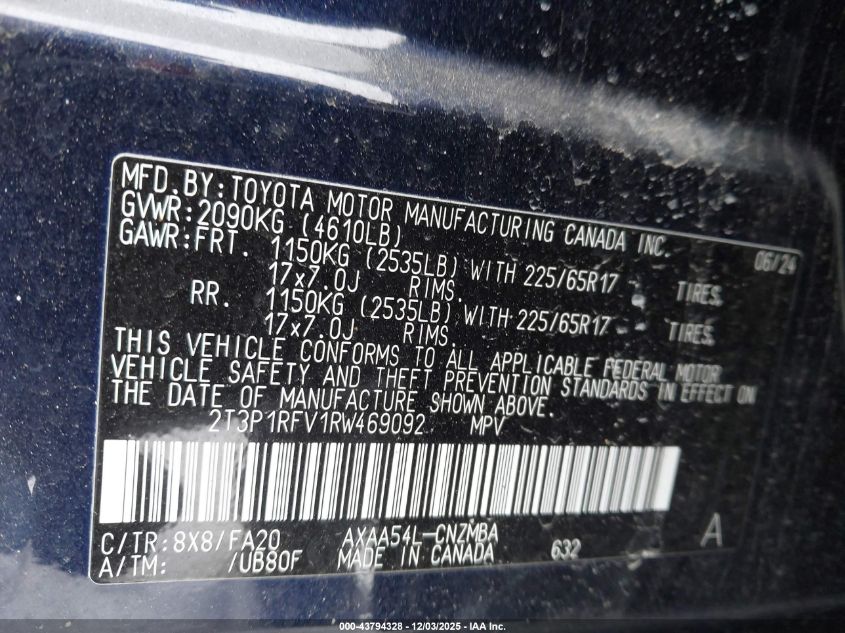 MFD.BY:TOYOTA MOTOR MANUFACTURING CANADA INC. 06/24
GVWR:2090KG (4610LB)
GAWR:FRT. 1150KG (2535LB) WITH 225/65R17 TIRES.
17x7.0J RIMS.
RR. 1150KG (2535LB) WITH 225/65R17 TIRES.
17x7.0J RIMS.
THIS VEHICLE CONFORMS TO ALL APPLICABLE FEDERAL MOTOR
VEHICLE SAFETY AND THEFT PREVENTION STANDARDS IN EFFECT ON
THE DATE OF MANUFACTURE SHOWN ABOVE.
2T3P1RFV1RW469092 MPV
C/TR:8X8/FA20 AXAA54L-CNZMBA
A/TM: /UB80F MADE IN CANADA 632 A
000-43794328 - 12/03/2025 - IAA Inc.